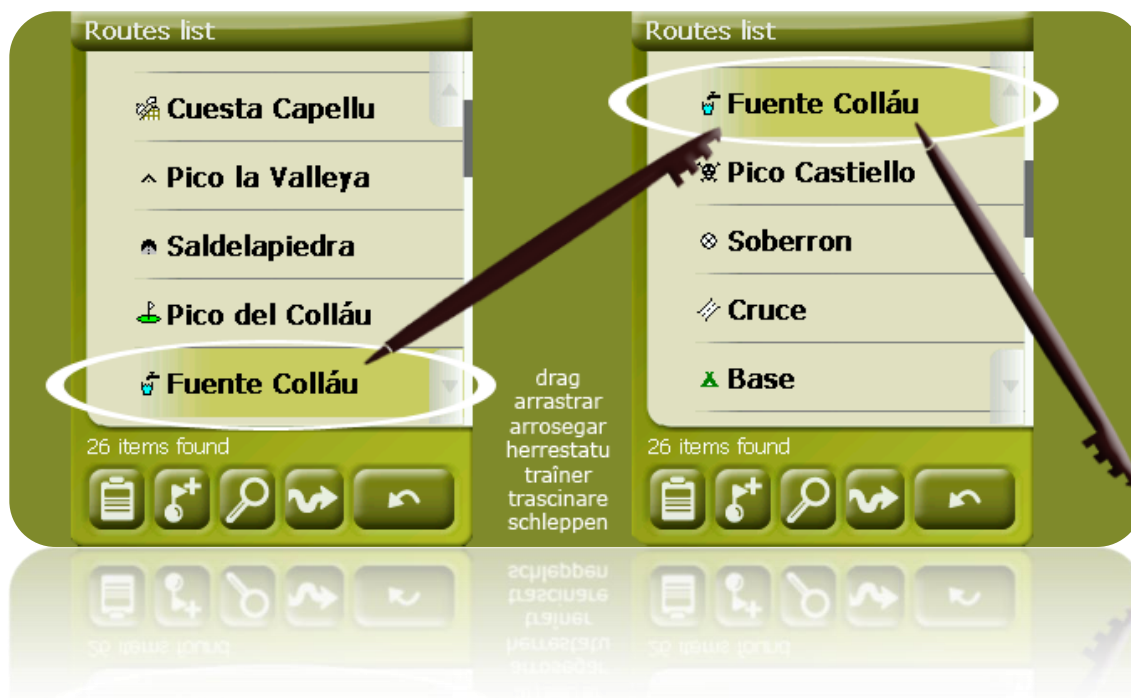 Routes list
Cuesta Capellu
Pico la Valleya
Saldelapiedra
Pico del Colláu
Fuente Colláu
26 items found
drag
arrastrar
arrosegar
herrestatu
traîner
trascinare
schleppen
Routes list
Fuente Colláu
Pico Castiello
Soberron
Cruce
Base
26 items found